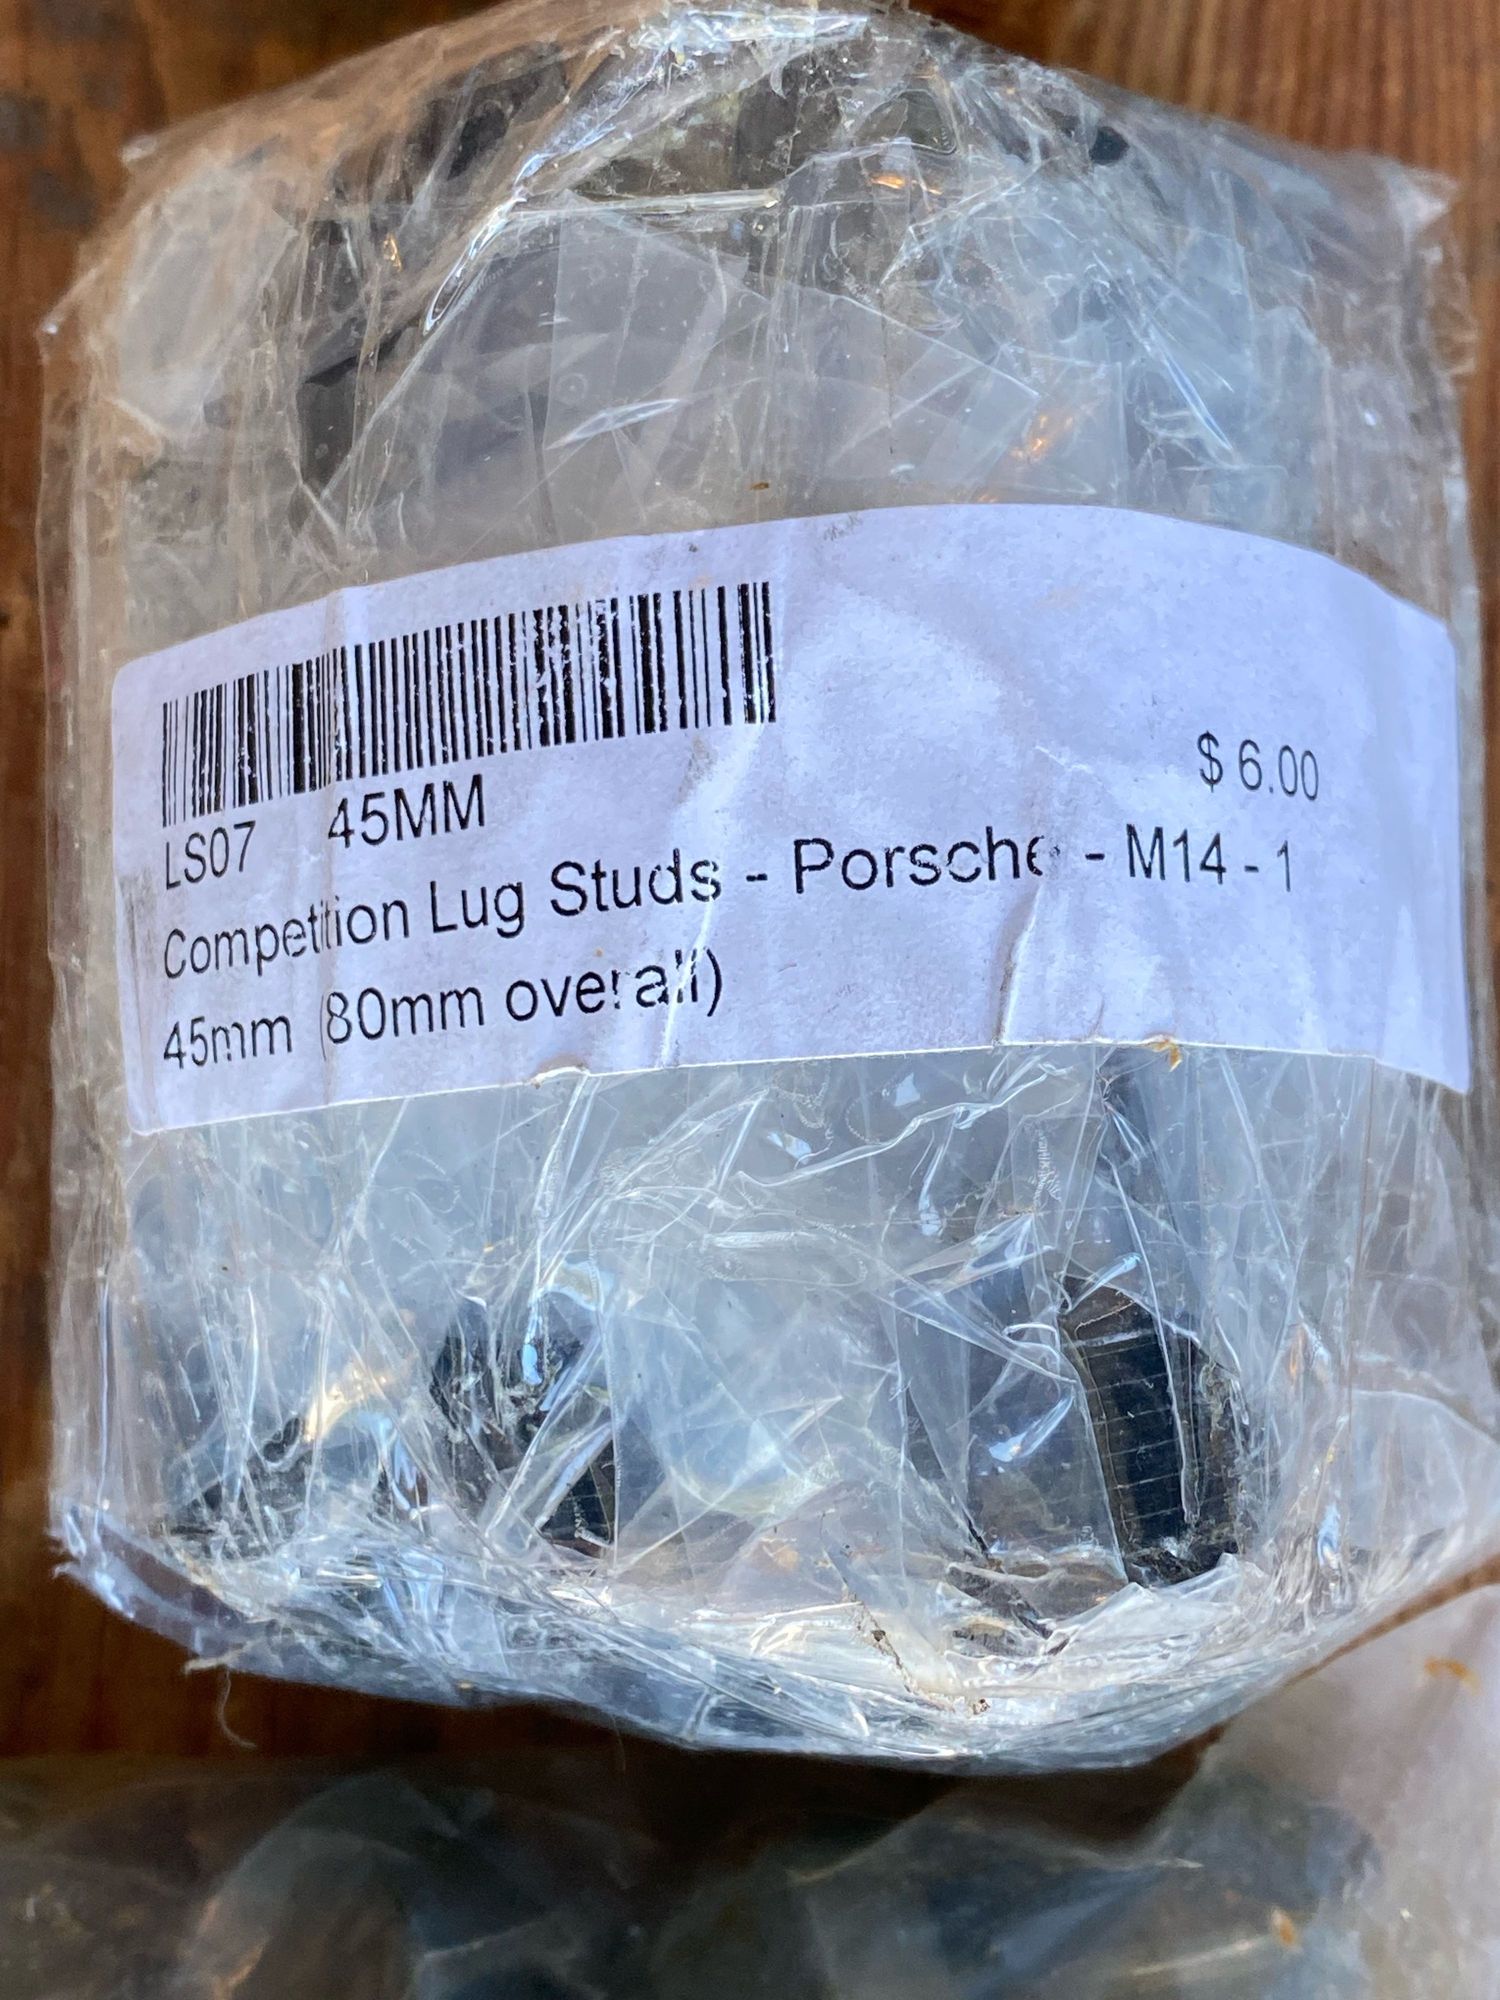 $ 6.00
LS07 45MM
Competition Lug Studs - Porsche - M14 - 1
45mm (80mm overall)